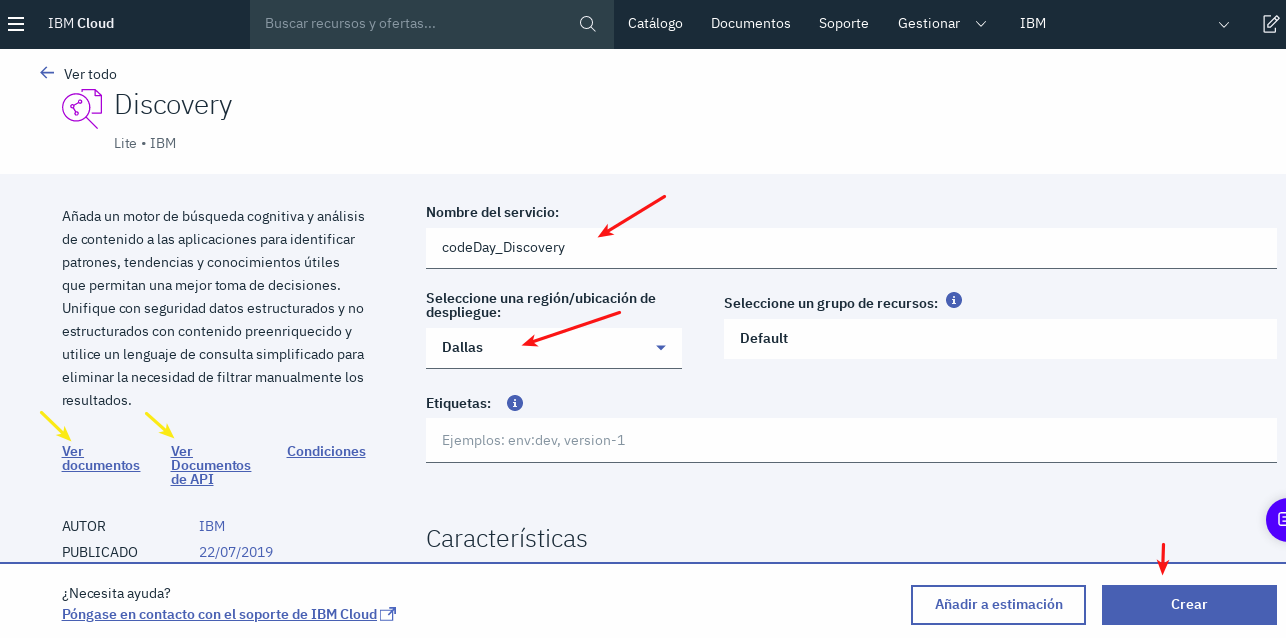 IBM Cloud
Buscar recursos y ofertas...
Catálogo
Documentos
Soporte
Gestionar
IBM
Ver todo
Discovery
Lite • IBM
Añada un motor de búsqueda cognitiva y análisis
de contenido a las aplicaciones para identificar
patrones, tendencias y conocimientos útiles
que permitan una mejor toma de decisiones.
Unifique con seguridad datos estructurados y no
estructurados con contenido preenriquecido y
utilice un lenguaje de consulta simplificado para
eliminar la necesidad de filtrar manualmente los
resultados.
Ver
documentos
Ver
Documentos
de API
Condiciones
AUTOR
IBM
PUBLICADO
22/07/2019
Nombre del servicio:
codeDay_Discovery
Seleccione una región/ubicación de
despliegue:
Dallas
Seleccione un grupo de recursos:
Default
Etiquetas:
Ejemplos: env:dev, version-1
Características
¿Necesita ayuda?
Póngase en contacto con el soporte de IBM Cloud
Añadir a estimación
Crear